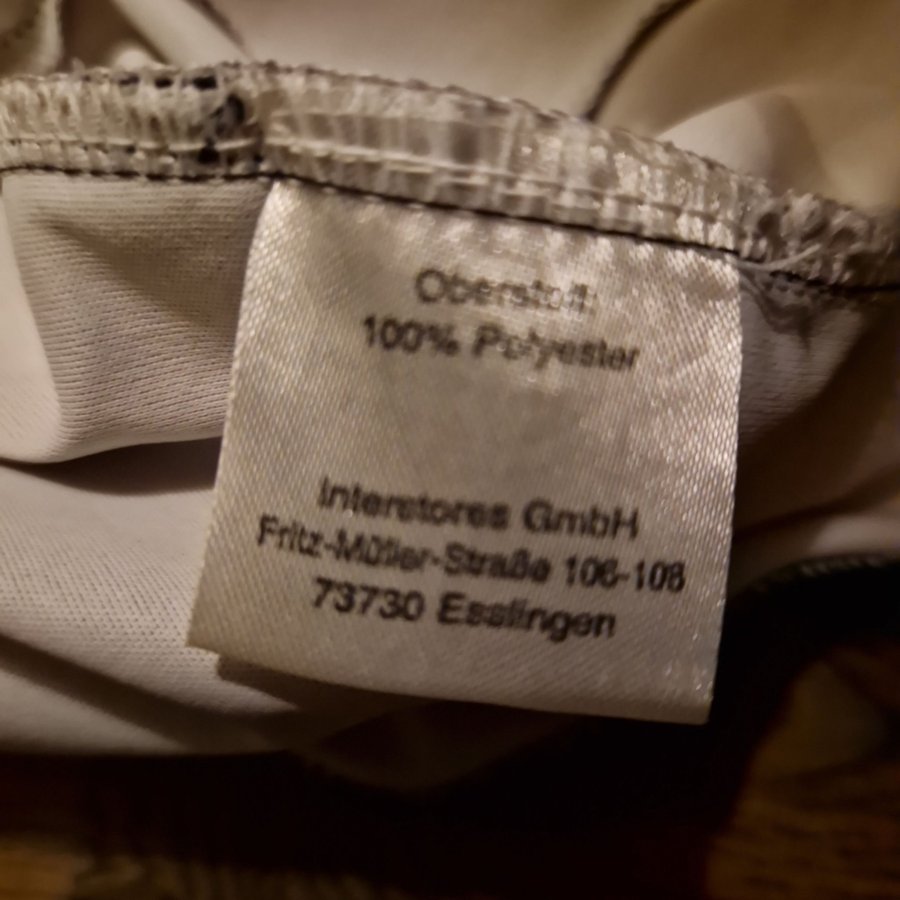 Oberstoff:
100% Polyester
Interstores GmbH
Fritz-Müller-Straße 106-108
73730 Esslingen